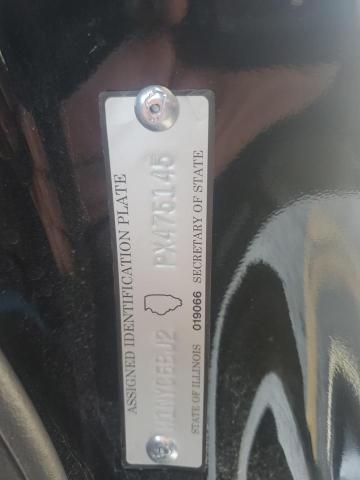 ASSIGNED IDENTIFICATION PLATE
PX475145
STATE OF ILLINOIS 019066 SECRETARY OF STATE